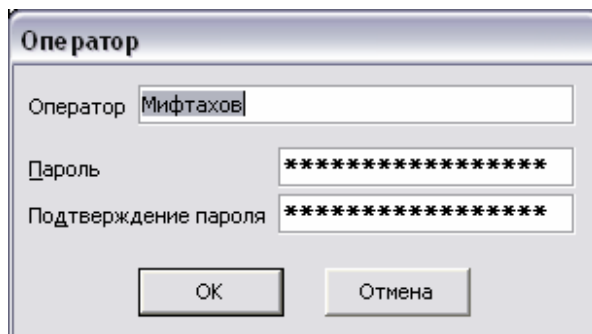 Оператор
Оператор Мифтахов
Пароль *****************
Подтверждение пароля *****************
OK Отмена